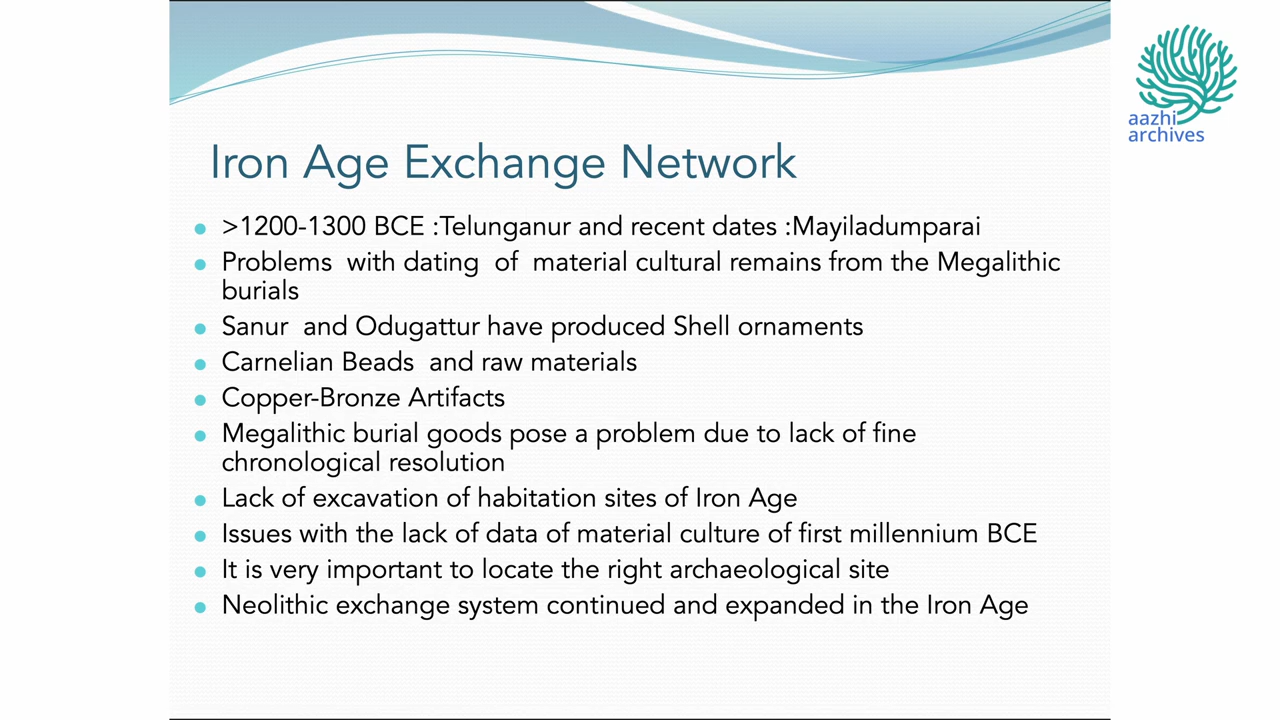 aazhi
archives
Iron Age Exchange Network
>1200-1300 BCE :Telunganur and recent dates :Mayiladumparai
Problems with dating of material cultural remains from the Megalithic
burials
Sanur and Odugattur have produced Shell ornaments
Carnelian Beads and raw materials
Copper-Bronze Artifacts
Megalithic burial goods pose a problem due to lack of fine
chronological resolution
Lack of excavation of habitation sites of Iron Age
Issues with the lack of data of material culture of first millennium BCE
It is very important to locate the right archaeological site
Neolithic exchange system continued and expanded in the Iron Age